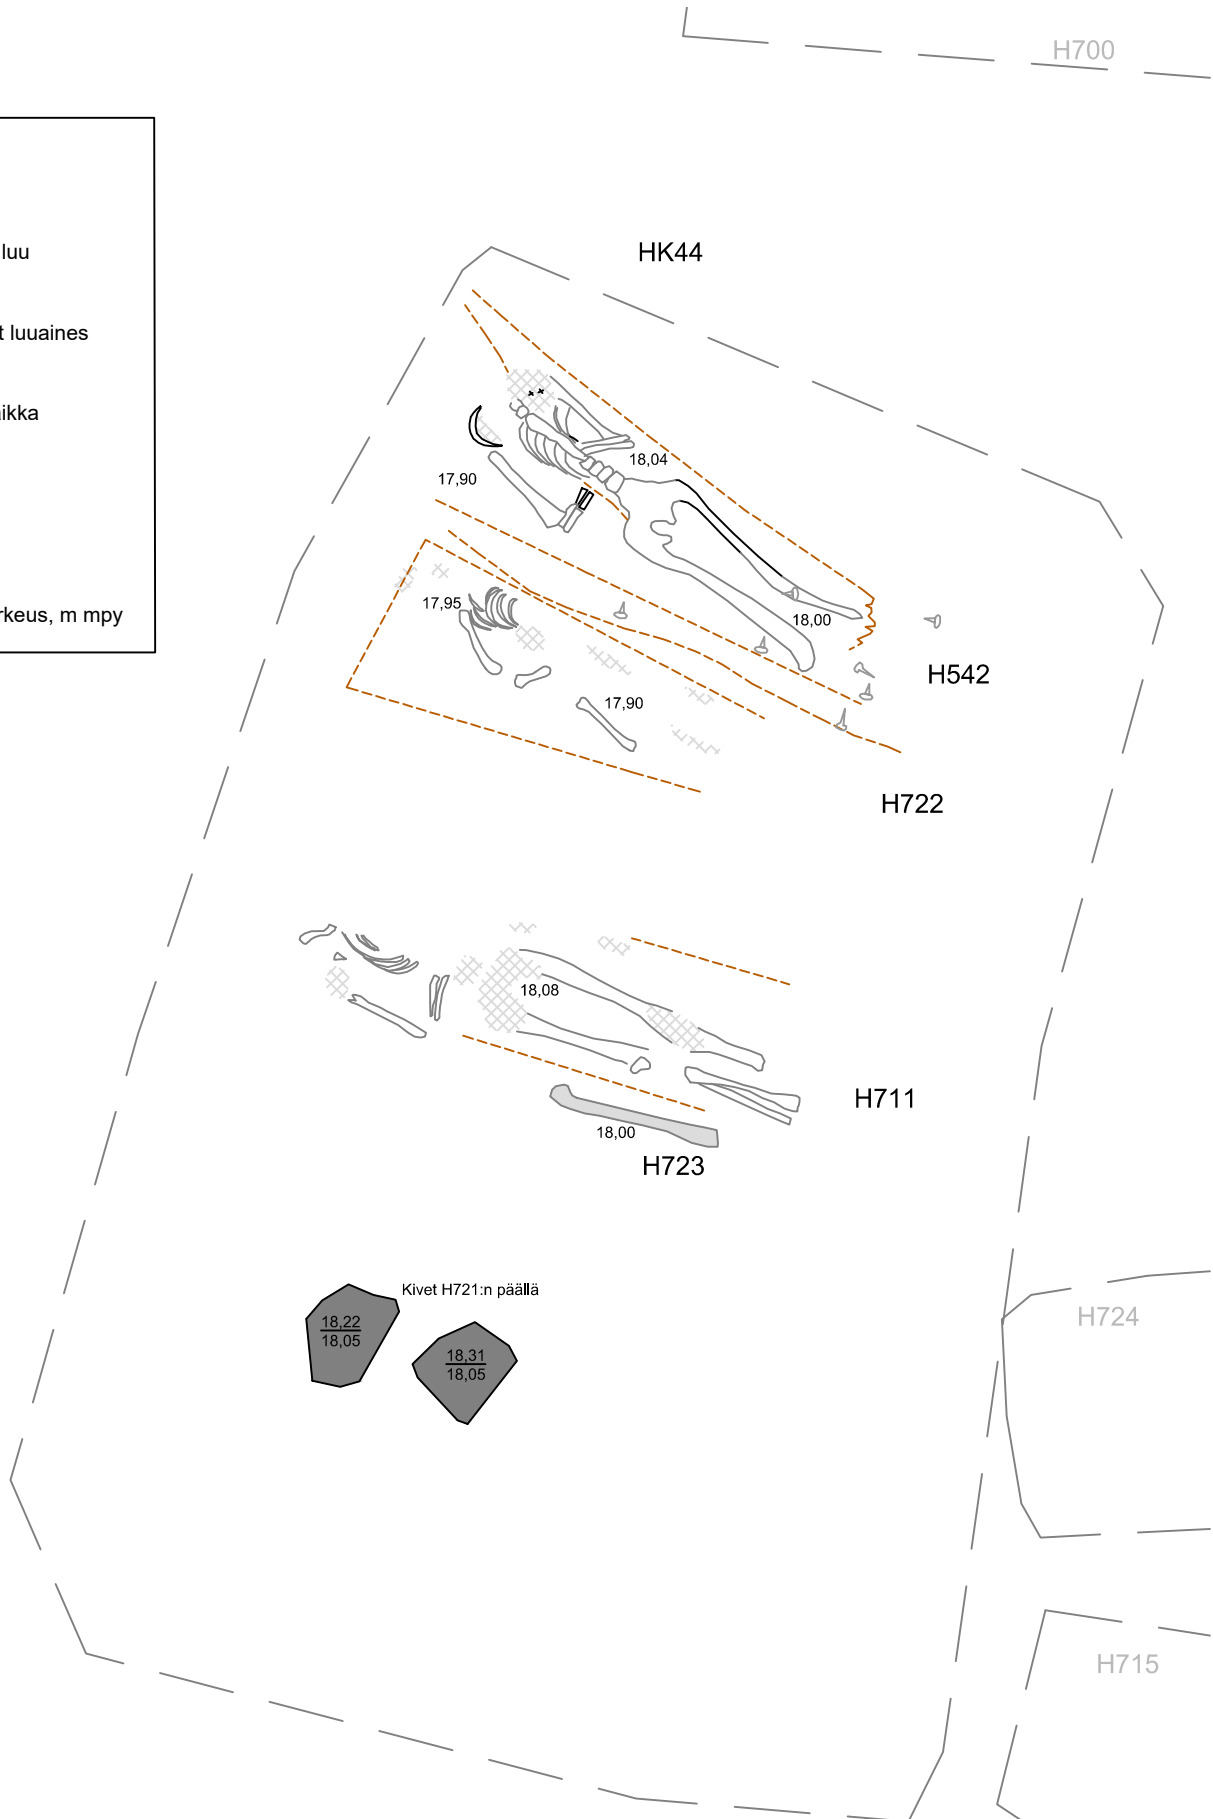 H700
luu
HK44
t luuaines
ikka
18,04
17,90
17,95
rkeus, m mpy
18,00
H542
17,90
H722
18,08
H711
18,00
H723
Kivet H721:n päällä
18,22
18,05
18,31
18,05
H724
H715